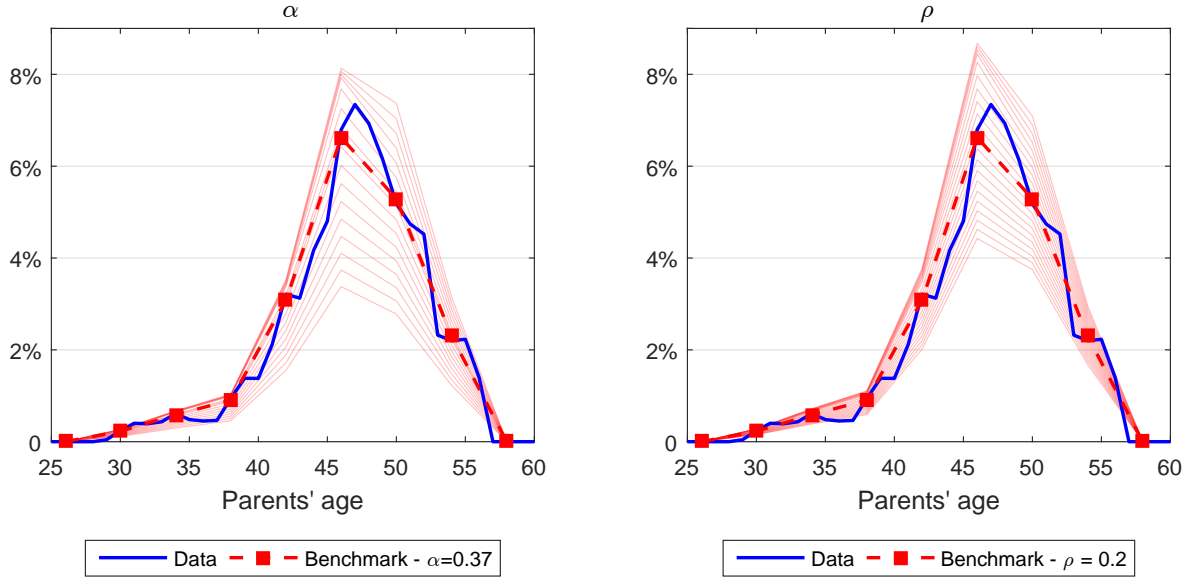 α
8%
6%
4%
2%
0
25 30 35 40 45 50 55 60
Parents' age
Data
Benchmark - α=0.37
ρ
8%
6%
4%
2%
0
25 30 35 40 45 50 55 60
Parents' age
Data
Benchmark - ρ = 0.2